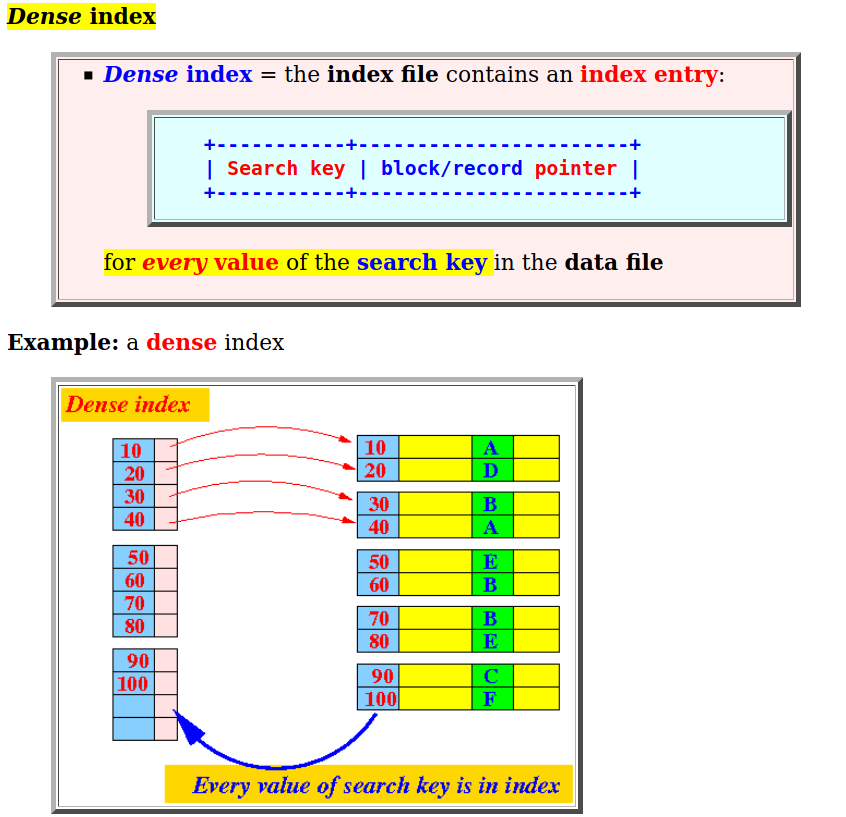 Dense index
▪ Dense index = the index file contains an index entry:
+-----------+-----------------------+
| Search key | block/record pointer |
+-----------+-----------------------+
for every value of the search key in the data file
Example: a dense index
Dense index
10
20
30
40
50
60
70
80
90
100
10 A
20 D
30 B
40 A
50 E
60 B
70 B
80 E
90 C
100 F
Every value of search key is in index